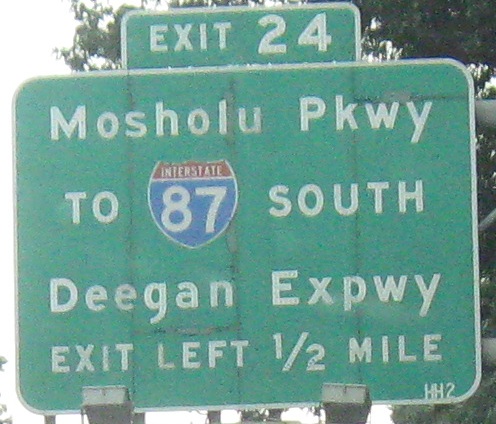 EXIT 24
Mosholu Pkwy
TO INTERSTATE 87 SOUTH
Deegan Expwy
EXIT LEFT 1/2 MILE
HH2